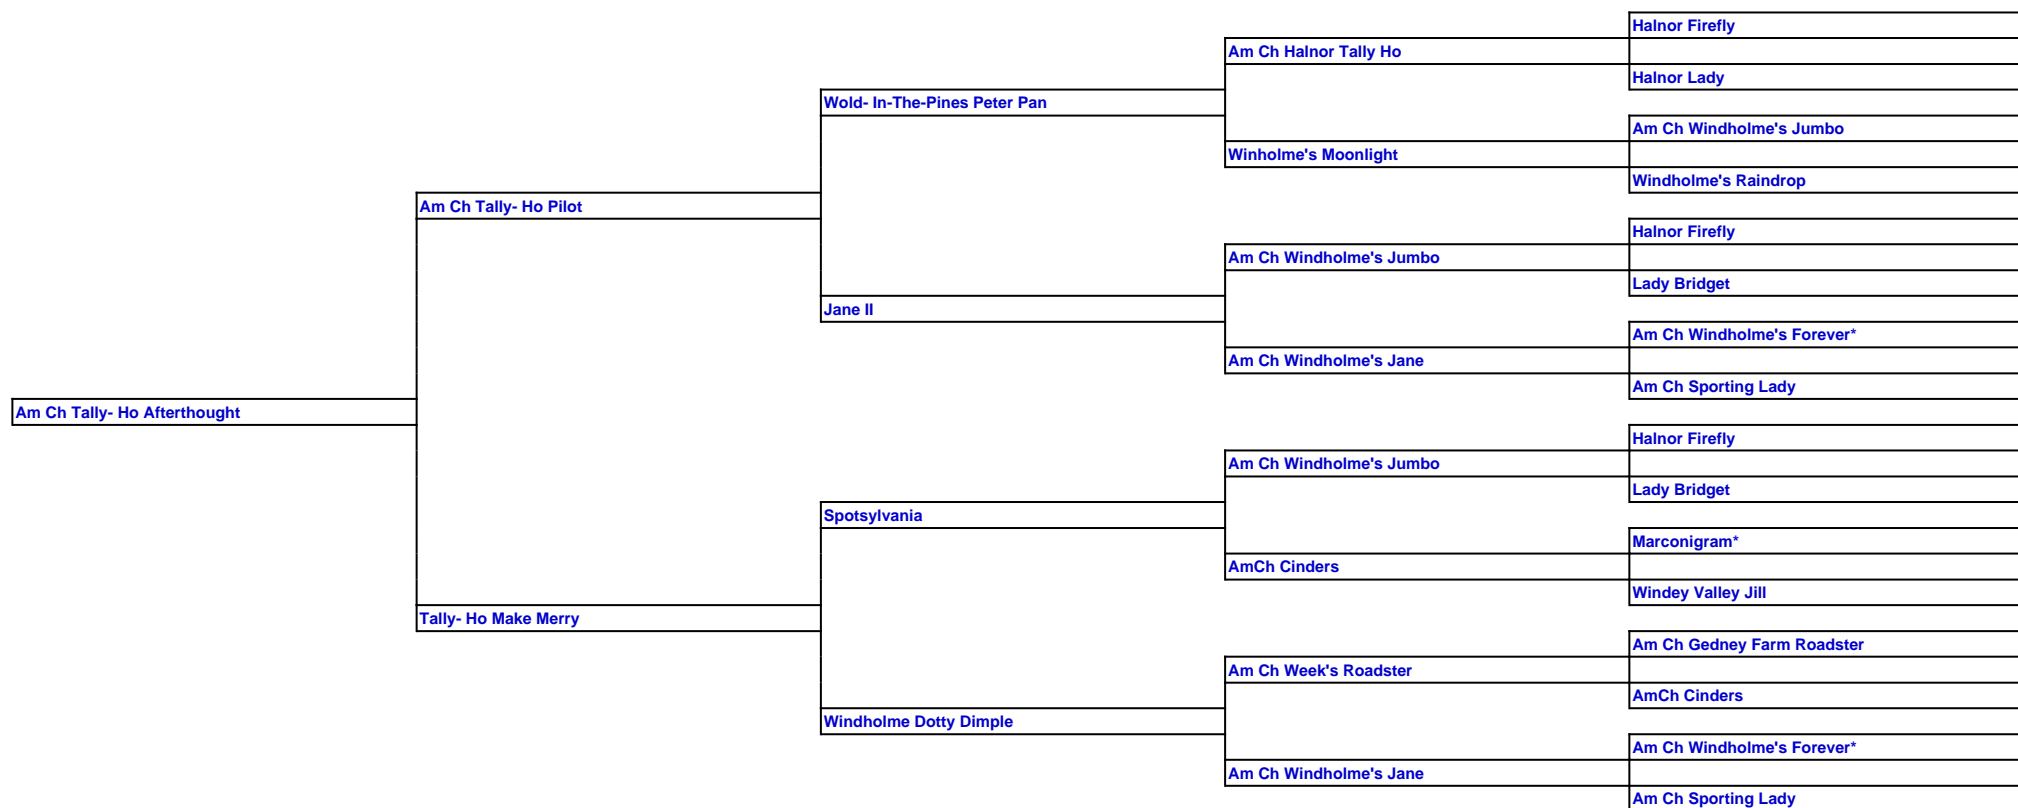 Halnor Firefly
Am Ch Halnor Tally Ho
Halnor Lady
Wold- In-The-Pines Peter Pan
Am Ch Windholme's Jumbo
Winholme's Moonlight
Windholme's Raindrop
Am Ch Tally- Ho Pilot
Halnor Firefly
Am Ch Windholme's Jumbo
Lady Bridget
Jane II
Am Ch Windholme's Forever*
Am Ch Windholme's Jane
Am Ch Sporting Lady
Am Ch Tally- Ho Afterthought
Halnor Firefly
Am Ch Windholme's Jumbo
Lady Bridget
Spotsylvania
Marconigram*
AmCh Cinders
Windey Valley Jill
Tally- Ho Make Merry
Am Ch Gedney Farm Roadster
Am Ch Week's Roadster
AmCh Cinders
Windholme Dotty Dimple
Am Ch Windholme's Forever*
Am Ch Windholme's Jane
Am Ch Sporting Lady